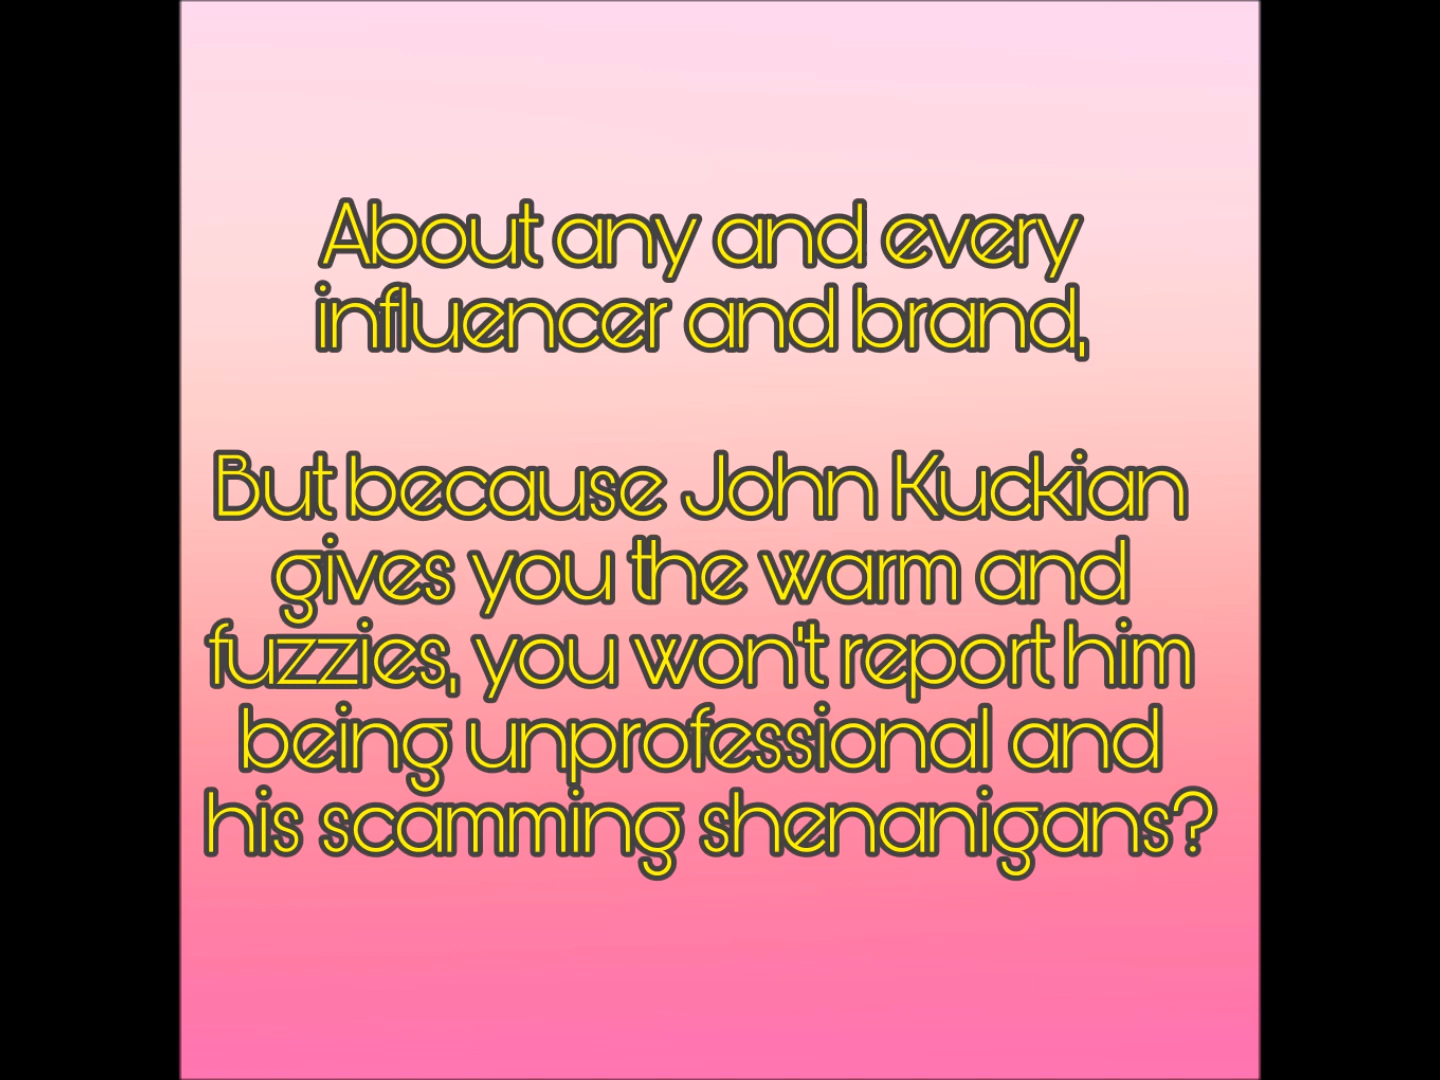 About any and every
influencer and brand,
But because John Kuckian
gives you the warm and
fuzzies, you won't report him
being unprofessional and
his scamming shenanigans?